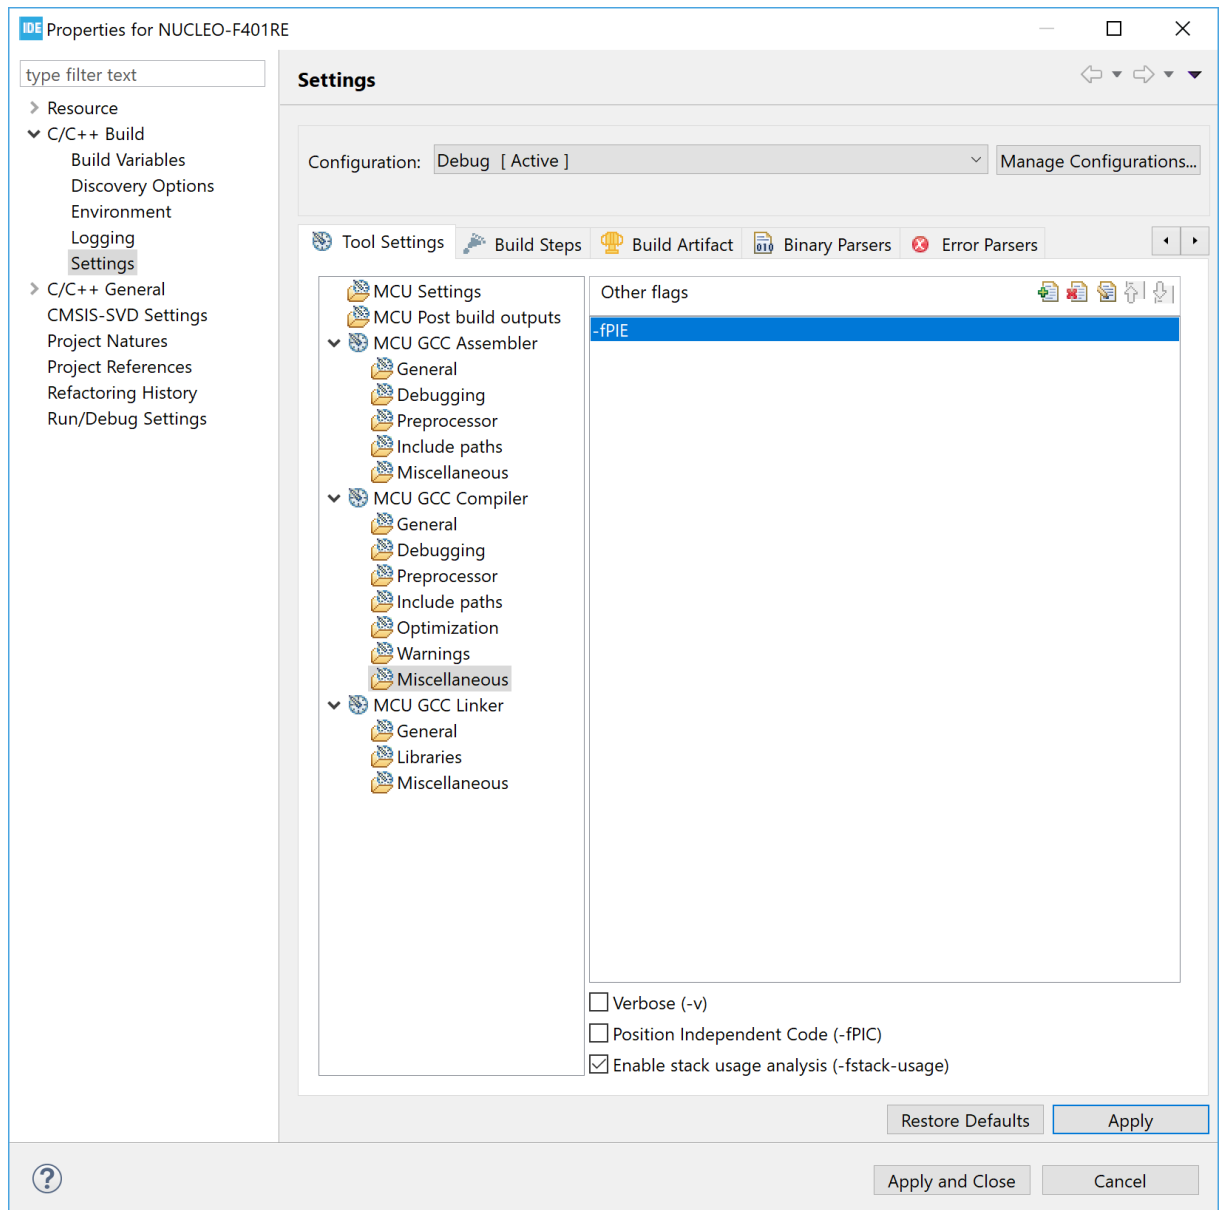 IDE Properties for NUCLEO-F401RE
type filter text
Resource
C/C++ Build
Build Variables
Discovery Options
Environment
Logging
Settings
C/C++ General
CMSIS-SVD Settings
Project Natures
Project References
Refactoring History
Run/Debug Settings
Settings
Configuration: Debug [ Active ] Manage Configurations...
Tool Settings Build Steps Build Artifact 010 Binary Parsers Error Parsers
MCU Settings
MCU Post build outputs
MCU GCC Assembler
General
Debugging
Preprocessor
Include paths
Miscellaneous
MCU GCC Compiler
General
Debugging
Preprocessor
Include paths
Optimization
Warnings
Miscellaneous
MCU GCC Linker
General
Libraries
Miscellaneous
Other flags
-fPIE
Verbose (-v)
Position Independent Code (-fPIC)
Enable stack usage analysis (-fstack-usage)
Restore Defaults Apply
? Apply and Close Cancel